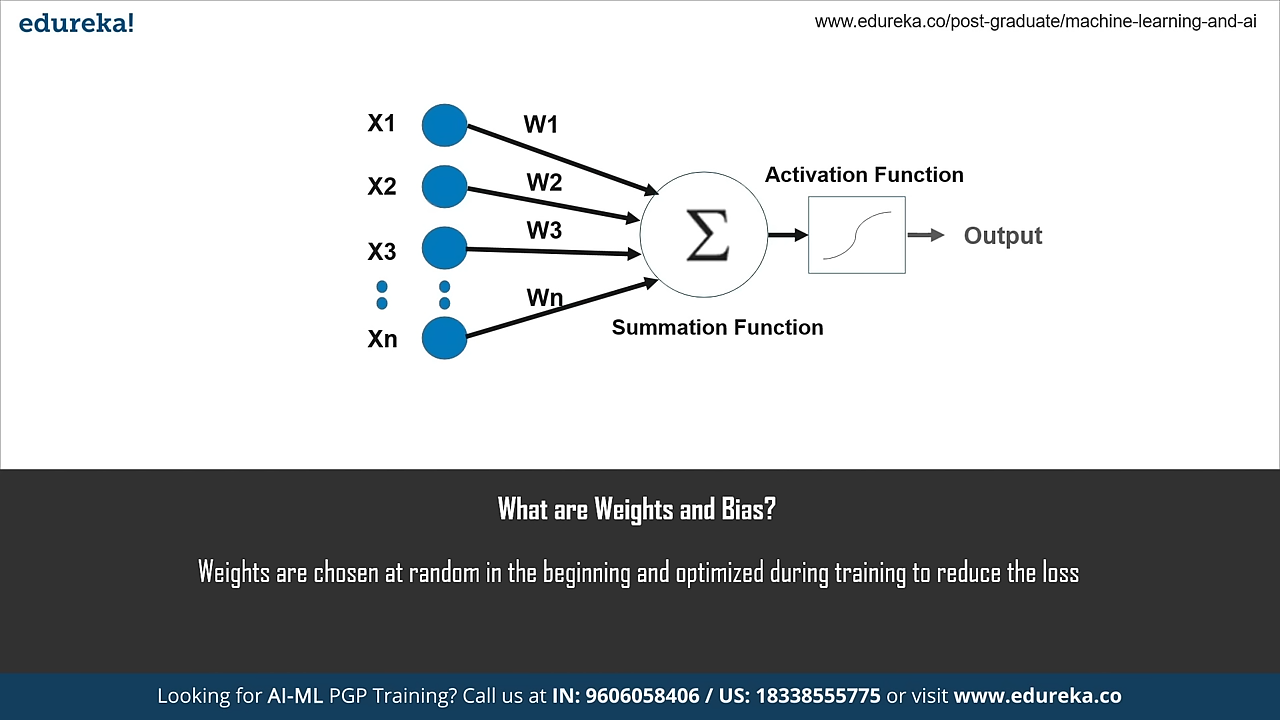 edureka!
www.edureka.co/post-graduate/machine-learning-and-ai
X1
W1
X2
W2
X3
W3
Xn
Wn
Σ
Summation Function
Activation Function
Output
What are Weights and Bias?
Weights are chosen at random in the beginning and optimized during training to reduce the loss
Looking for AI-ML PGP Training? Call us at IN: 9606058406 / US: 18338555775 or visit www.edureka.co